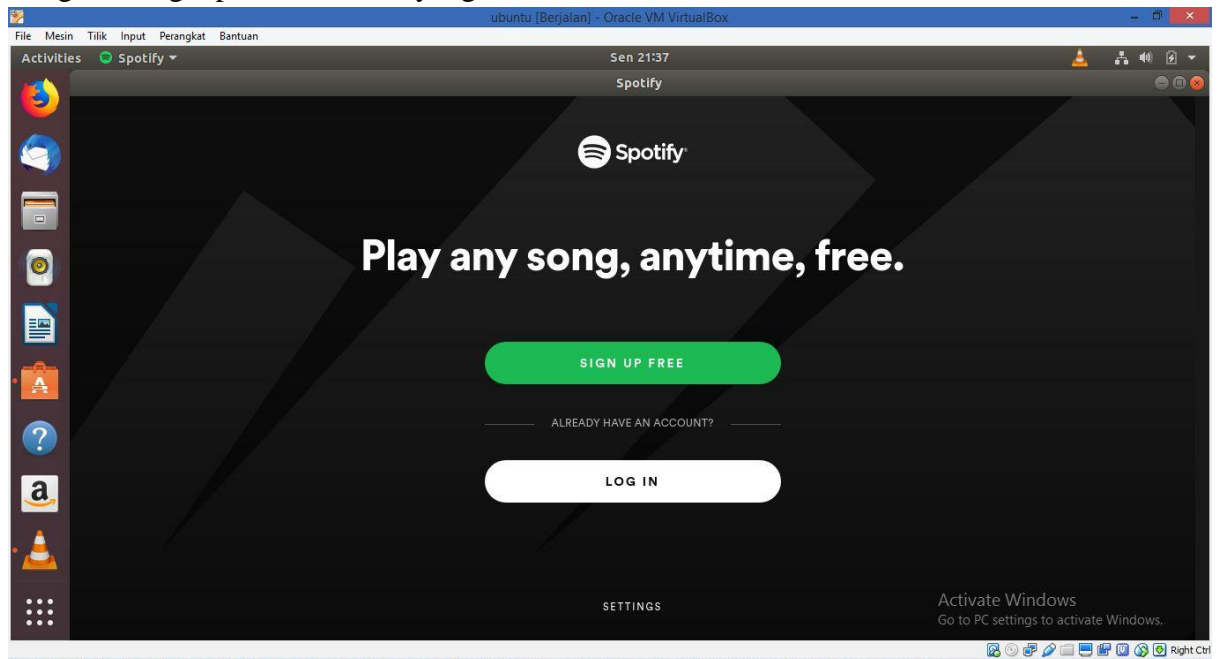 ubuntu [Berjalan] - Oracle VM VirtualBox
File Mesin Tilik Input Perangkat Bantuan
Activities Spotify Sen 21:37
Spotify
Spotify
Play any song, anytime, free.
SIGN UP FREE
ALREADY HAVE AN ACCOUNT?
LOG IN
a
SETTINGS
Activate Windows
Go to PC settings to activate Windows.
Right Ctrl